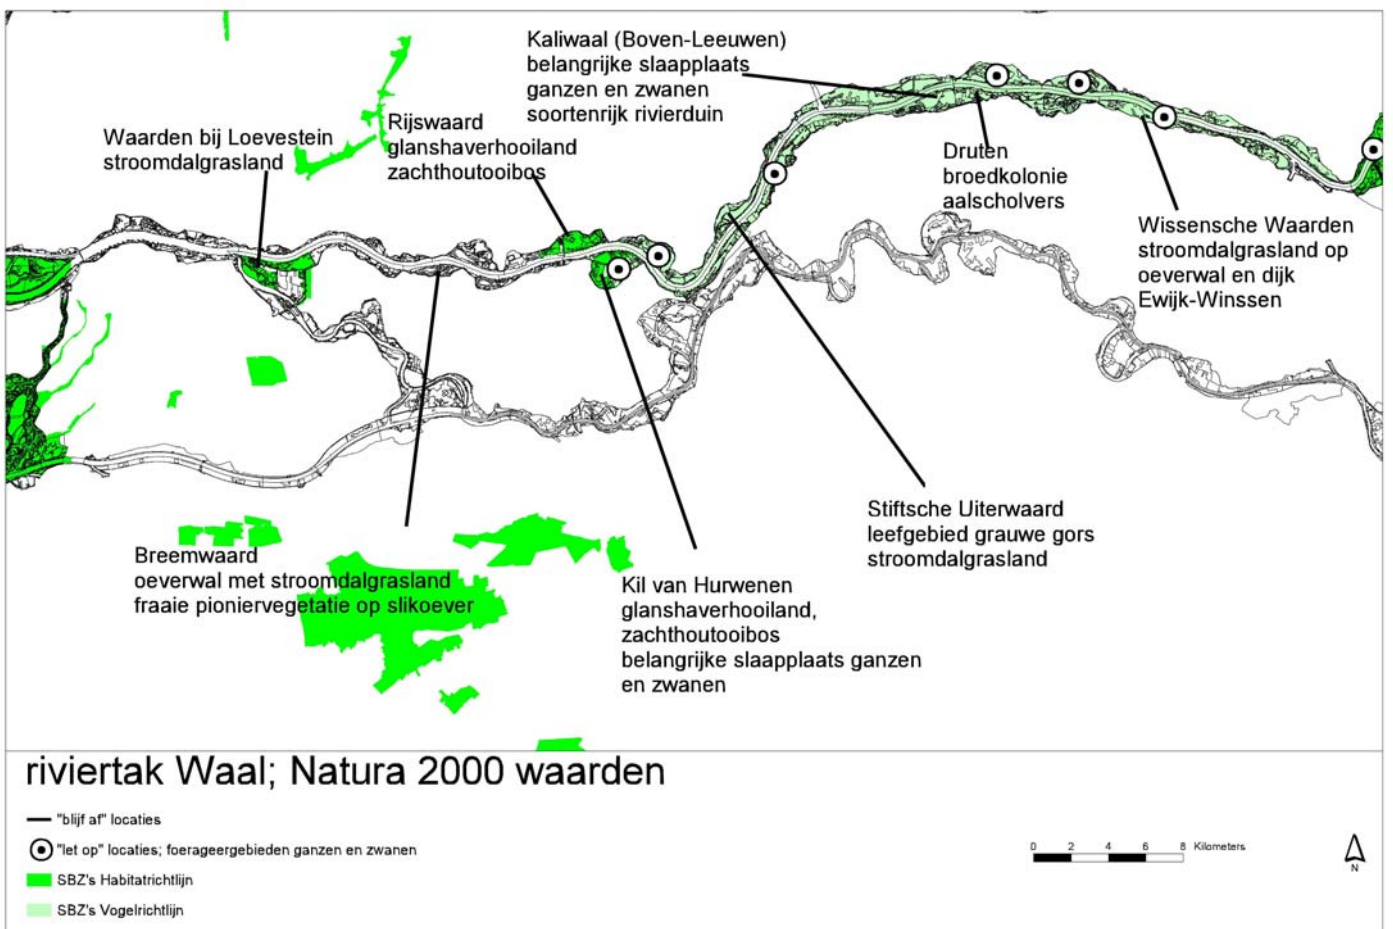 Kaliwaal (Boven-Leeuwen)
belangrijke slaapplaats
ganzen en zwanen
soortenrijk rivierduin
Waarden bij Loevestein
stroomdalgrasland
Rijswaard
glanshaverhooiland
zachthoutooibos
Druten
broedkolonie
aalscholvers
Wissensche Waarden
stroomdalgrasland op
oeverwal en dijk
Ewijk-Winssen
Stiftsche Uiterwaard
leefgebied grauwe gors
stroomdalgrasland
Breemwaard
oeverwal met stroomdalgrasland
fraaie pioniervegetatie op slikoever
Kil van Hurwenen
glanshaverhooiland,
zachthoutooibos
belangrijke slaapplaats ganzen
en zwanen
riviertak Waal; Natura 2000 waarden
"blijf af" locaties
"let op" locaties; foerageergebieden ganzen en zwanen
SBZ's Habitatrichtlijn
SBZ's Vogelrichtlijn
0 2 4 6 8 Kilometers
N